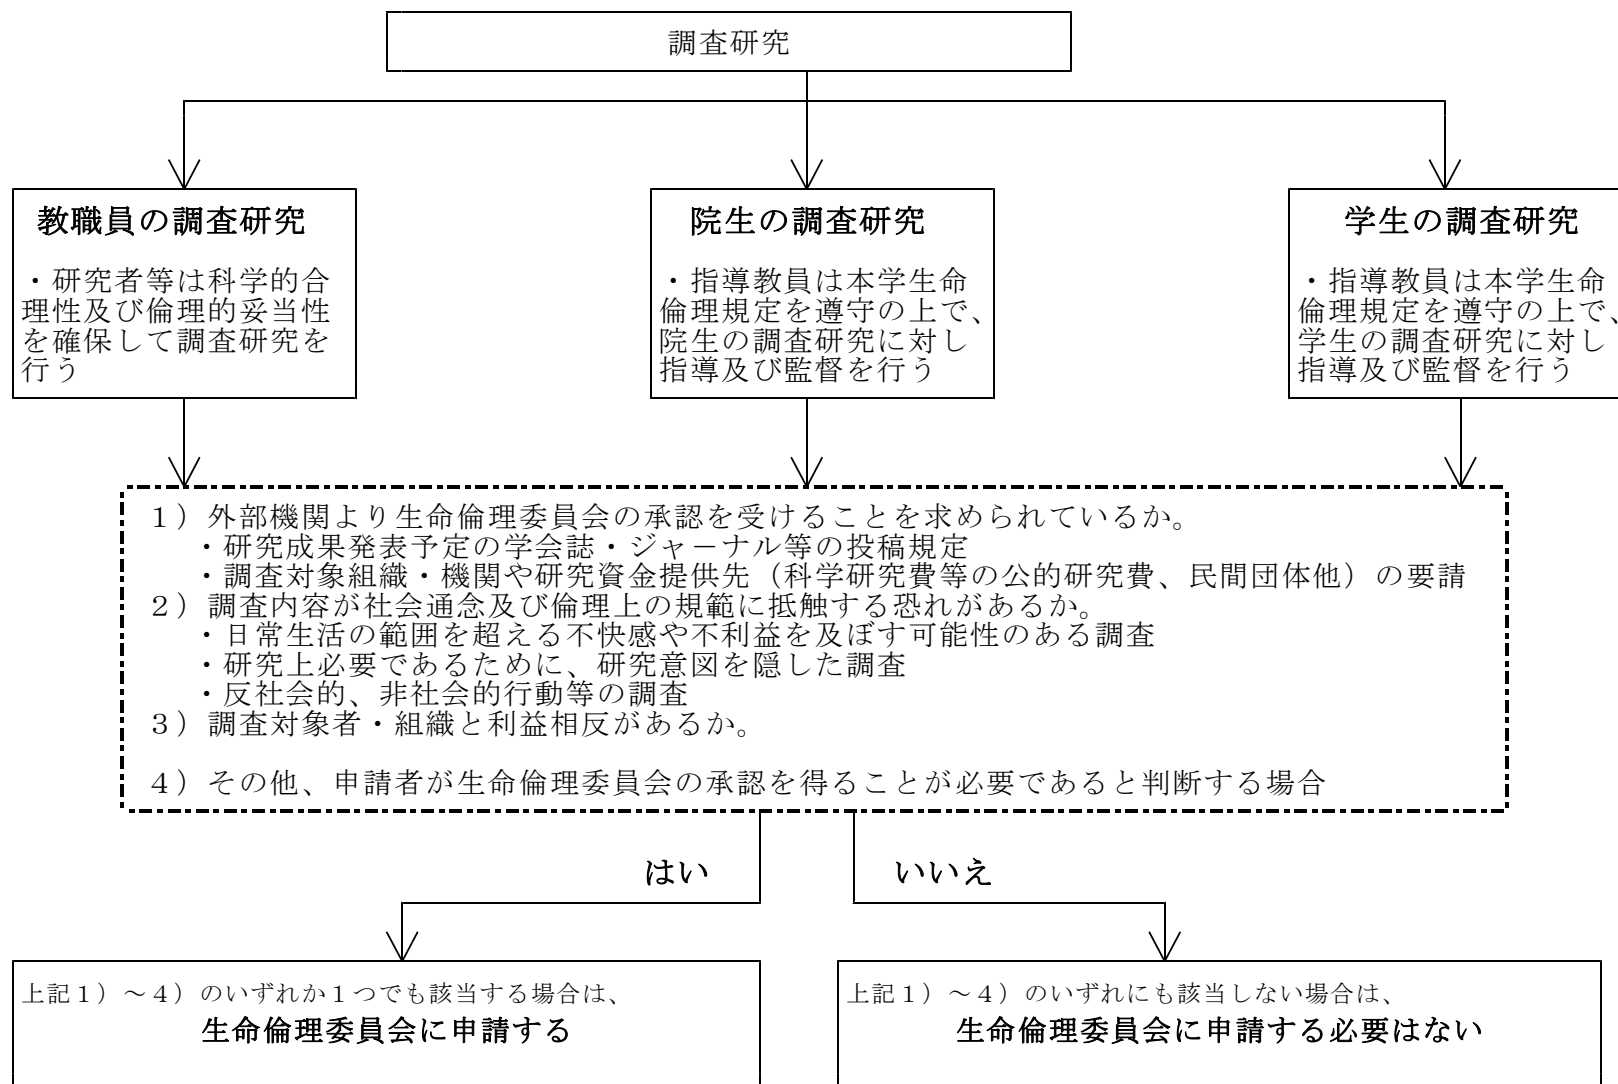 調査研究
教職員の調査研究
・研究者等は科学的合
理性及び倫理的妥当性
を確保して調査研究を
行う
院生の調査研究
・指導教員は本学生命
倫理規定を遵守の上で、
院生の調査研究に対し
指導及び監督を行う
学生の調査研究
・指導教員は本学生命
倫理規定を遵守の上で、
学生の調査研究に対し
指導及び監督を行う
１）外部機関より生命倫理委員会の承認を受けることを求められているか。
・研究成果発表予定の学会誌・ジャーナル等の投稿規定
・調査対象組織・機関や研究資金提供先（科学研究費等の公的研究費、民間団体他）の要請
２）調査内容が社会通念及び倫理上の規範に抵触する恐れがあるか。
・日常生活の範囲を超える不快感や不利益を及ぼす可能性のある調査
・研究上必要であるために、研究意図を隠した調査
・反社会的、非社会的行動等の調査
３）調査対象者・組織と利益相反があるか。
４）その他、申請者が生命倫理委員会の承認を得ることが必要であると判断する場合
はい
いいえ
上記１）～４）のいずれか１つでも該当する場合は、
生命倫理委員会に申請する
上記１）～４）のいずれにも該当しない場合は、
生命倫理委員会に申請する必要はない